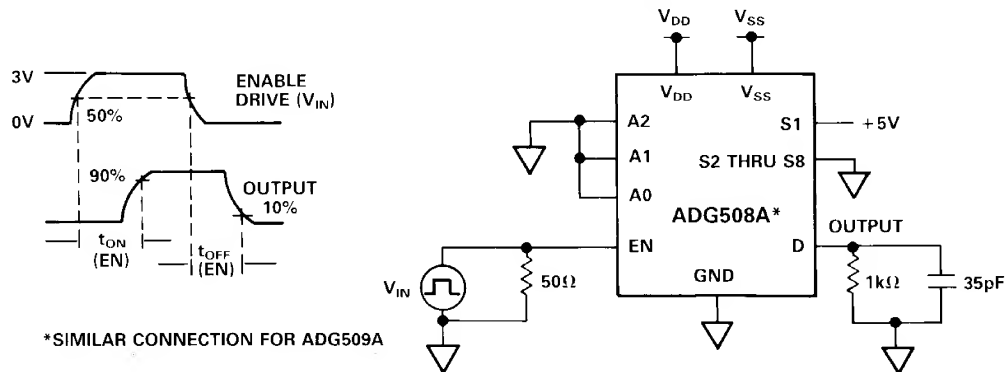 3V
0V
50%
ENABLE
DRIVE (VIN)
90%
OUTPUT
10%
tON
(EN)
tOFF
(EN)
*SIMILAR CONNECTION FOR ADG509A
VDD
VSS
VDD
VSS
A2
A1
A0
EN
S1
+5V
S2 THRU S8
ADG508A*
OUTPUT
D
GND
VIN
50Ω
1kΩ
35pF